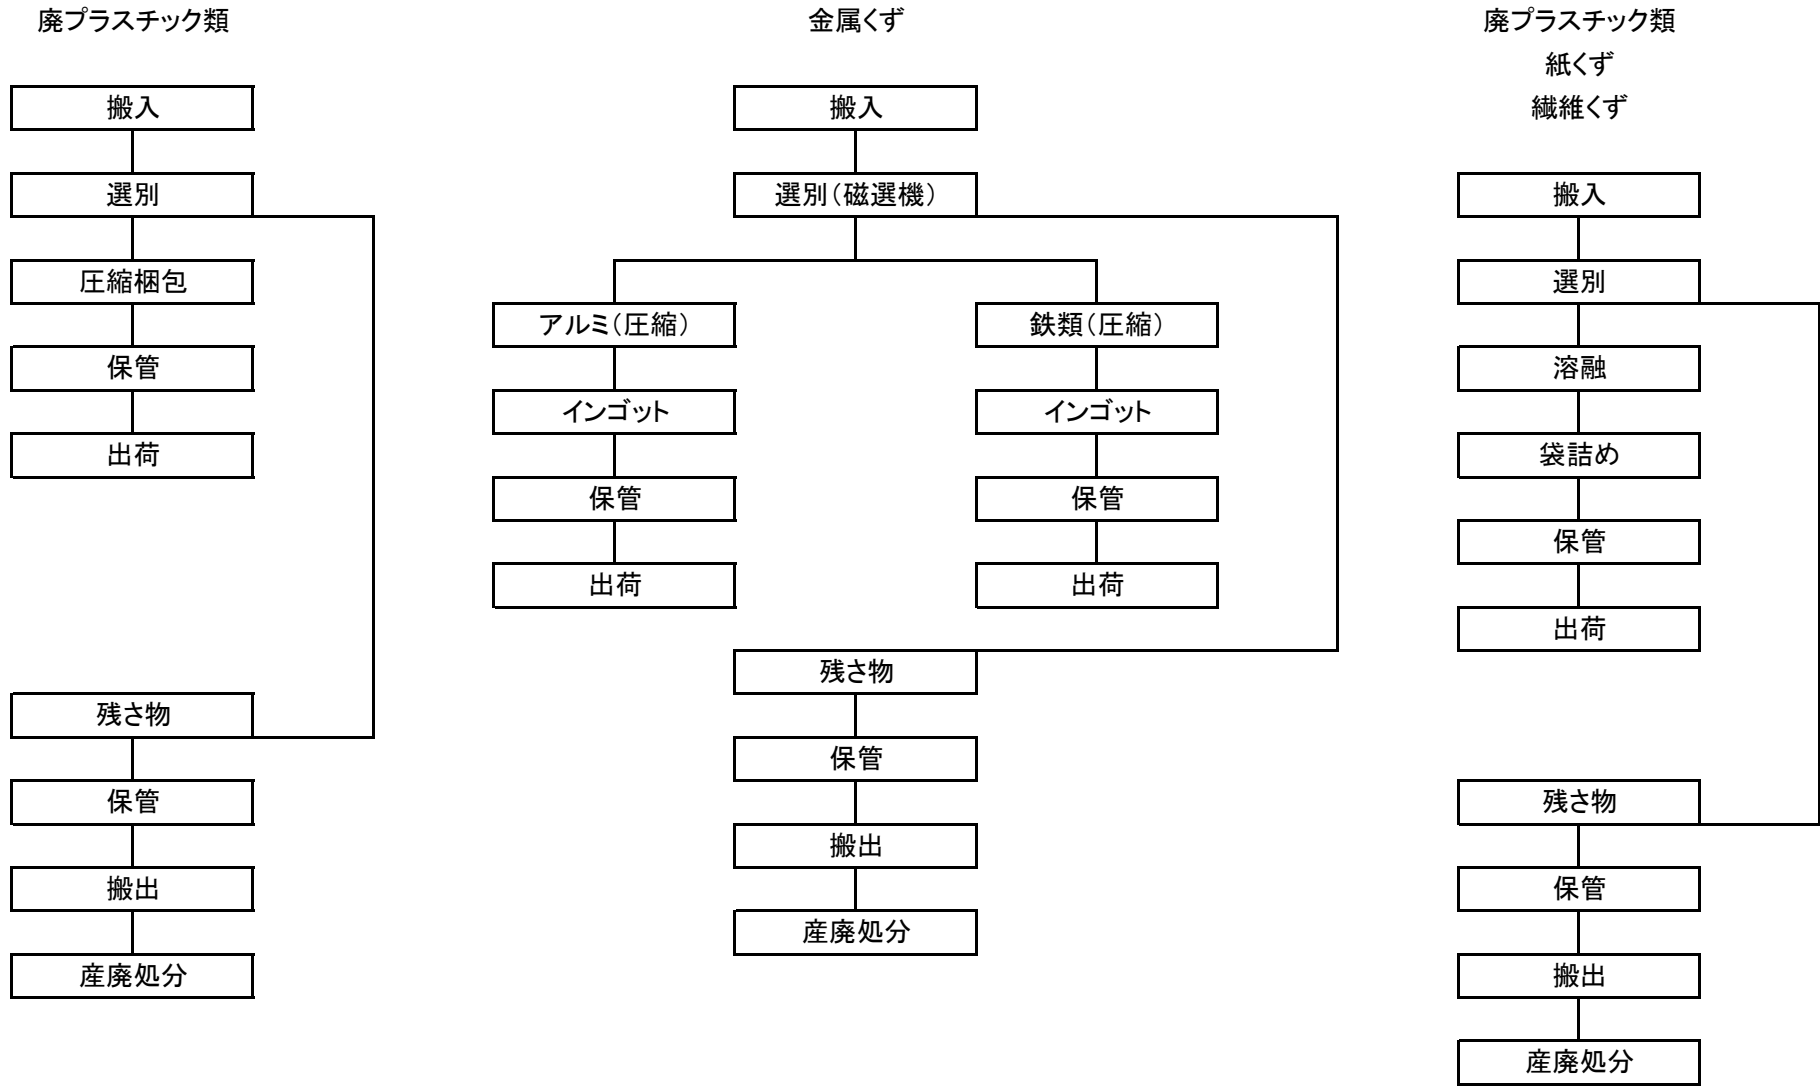 廃プラスチック類
搬入
選別
圧縮梱包
保管
出荷
残さ物
保管
搬出
産廃処分
金属くず
搬入
選別（磁選機）
アルミ（圧縮）
インゴット
保管
出荷
鉄類（圧縮）
インゴット
保管
出荷
残さ物
保管
搬出
産廃処分
廃プラスチック類
紙くず
繊維くず
搬入
選別
溶融
袋詰め
保管
出荷
残さ物
保管
搬出
産廃処分